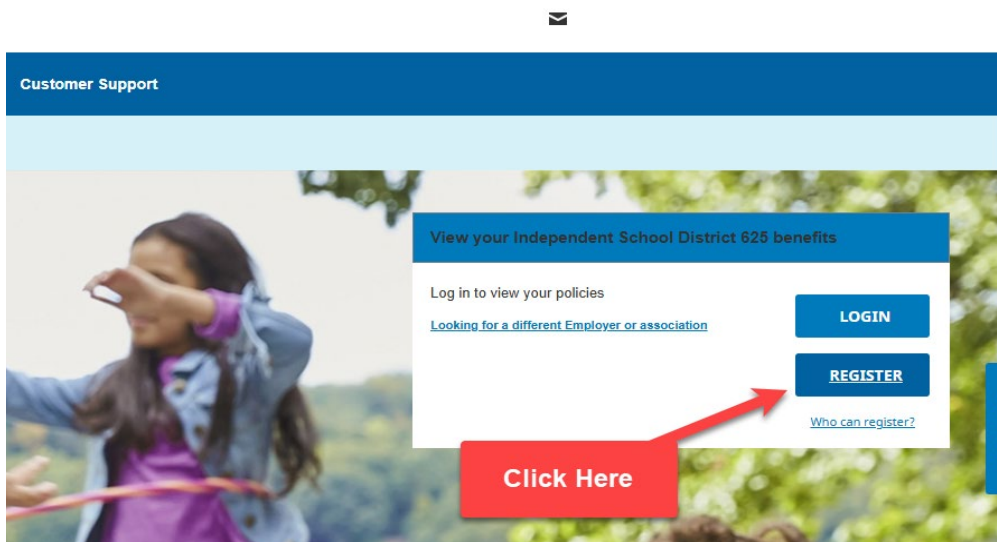 Customer Support
View your Independent School District 625 benefits
Log in to view your policies
Looking for a different Employer or association
LOGIN
REGISTER
Who can register?
Click Here